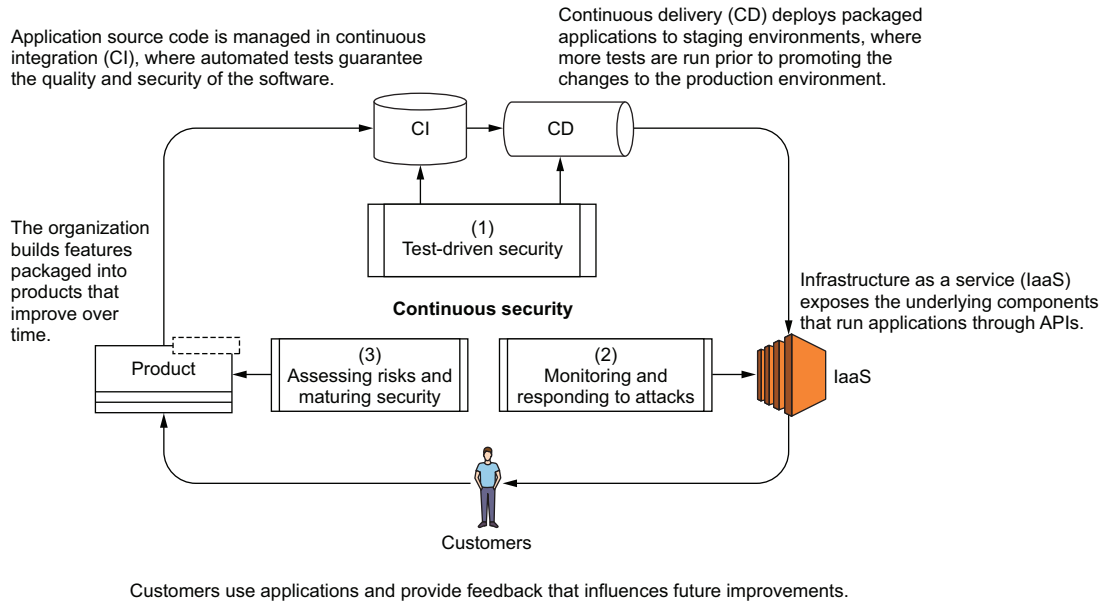 Application source code is managed in continuous
integration (CI), where automated tests guarantee
the quality and security of the software.
Continuous delivery (CD) deploys packaged
applications to staging environments, where
more tests are run prior to promoting the
changes to the production environment.
CI
CD
(1)
Test-driven security
The organization
builds features
packaged into
products that
improve over
time.
Continuous security
Infrastructure as a service (IaaS)
exposes the underlying components
that run applications through APIs.
Product
(3)
Assessing risks and
maturing security
(2)
Monitoring and
responding to attacks
IaaS
Customers
Customers use applications and provide feedback that influences future improvements.